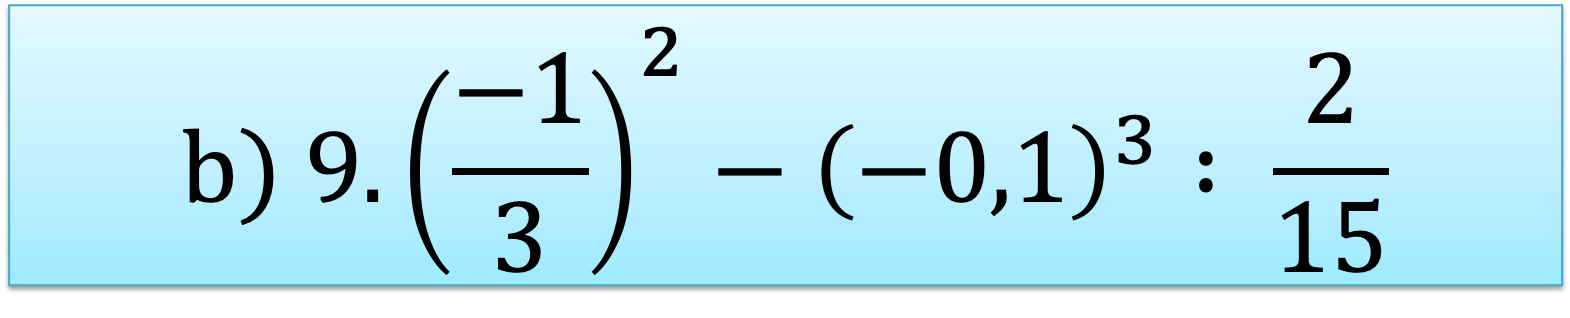 b) 9.(−1/3)² − (−0,1)³ : 2/15